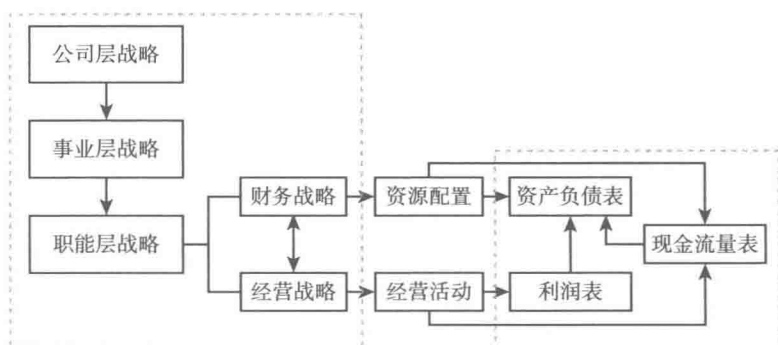 公司层战略
事业层战略
职能层战略
财务战略
经营战略
资源配置
经营活动
资产负债表
利润表
现金流量表